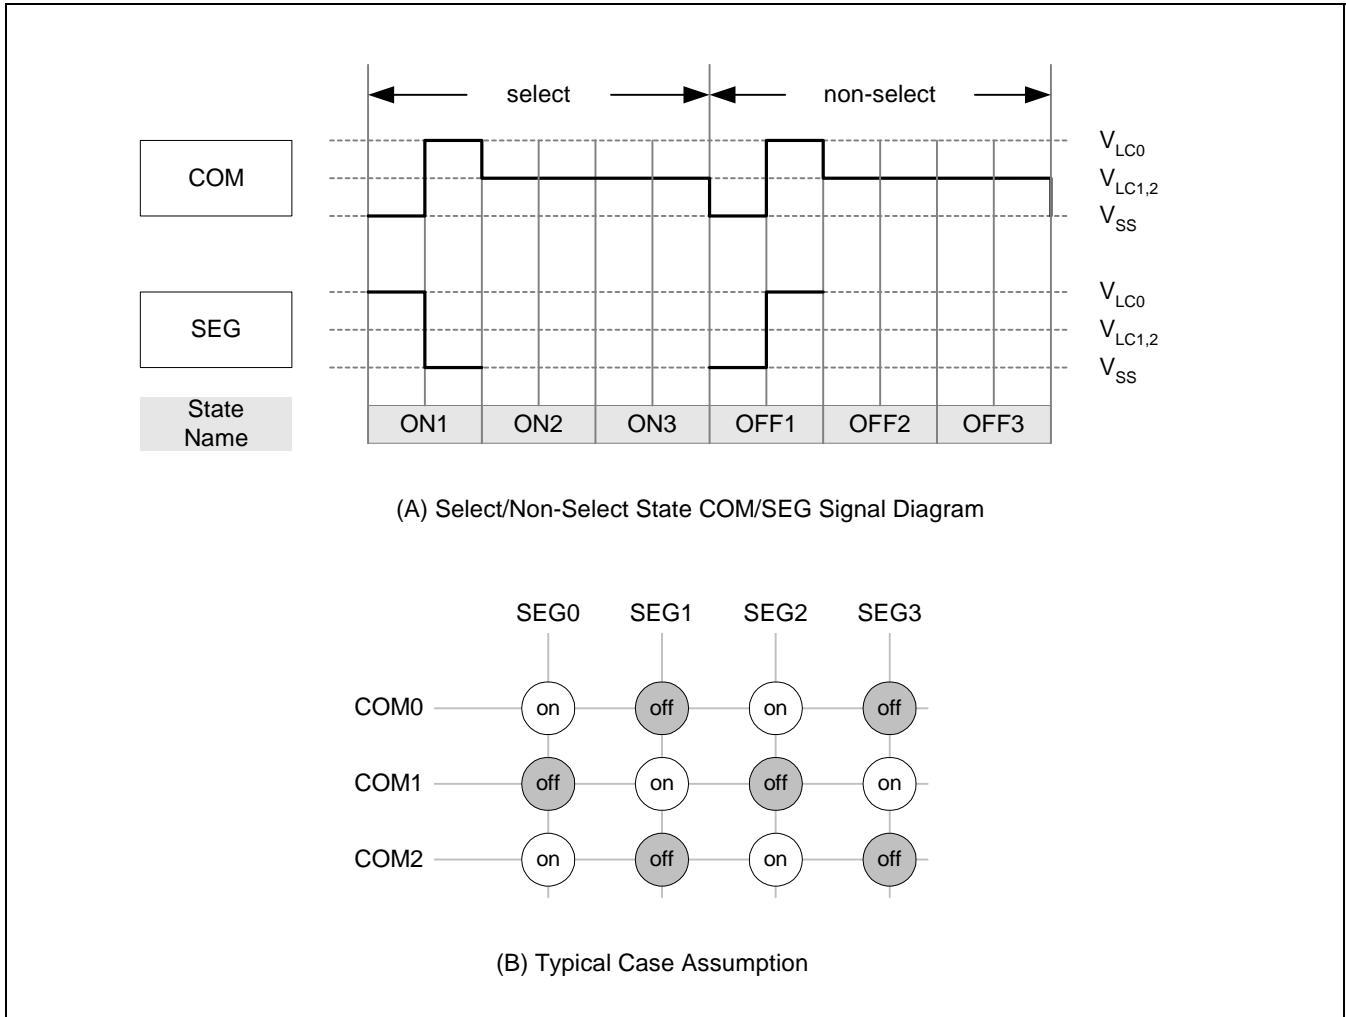 select non-select
COM
V_LC0
V_LC1,2
V_SS
SEG
V_LC0
V_LC1,2
V_SS
State
Name
ON1 ON2 ON3 OFF1 OFF2 OFF3
(A) Select/Non-Select State COM/SEG Signal Diagram
SEG0 SEG1 SEG2 SEG3
COM0 on off on off
COM1 off on off on
COM2 on off on off
(B) Typical Case Assumption